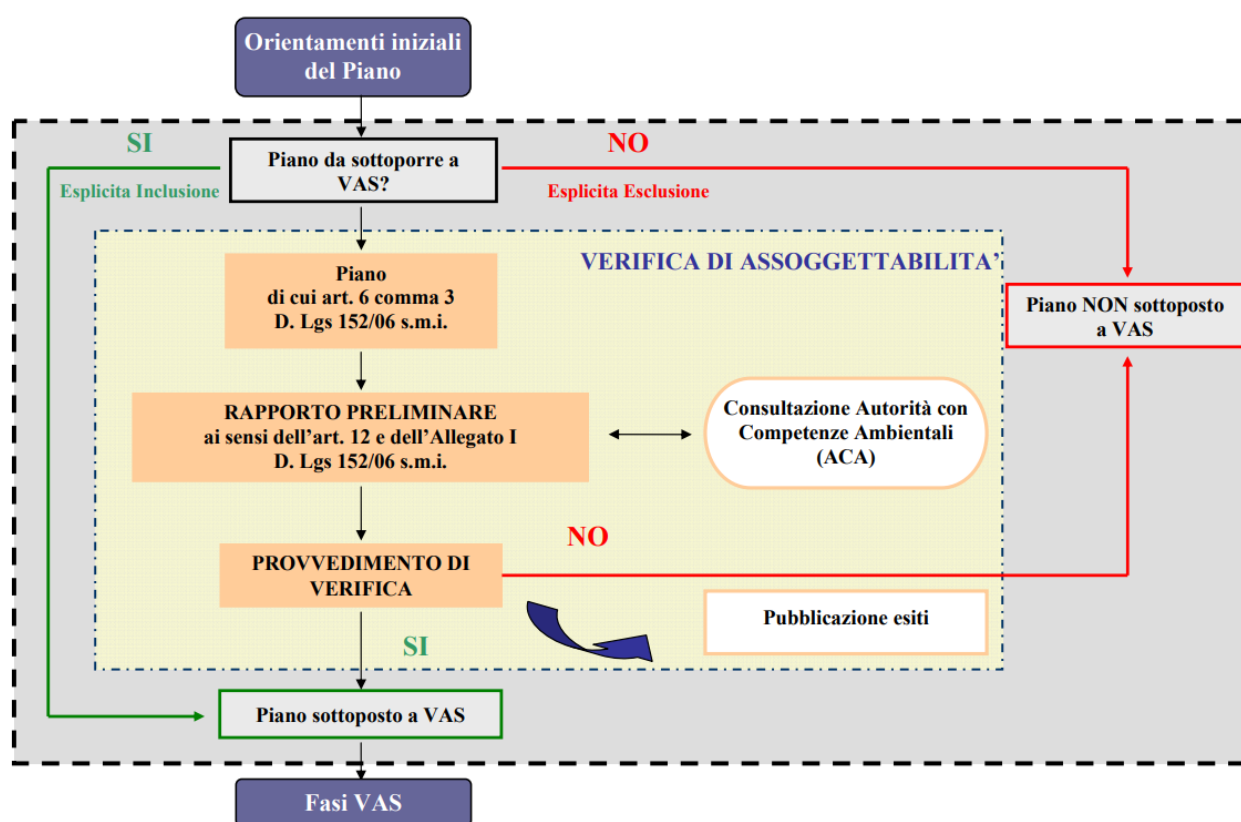 Orientamenti iniziali
del Piano
SI
NO
Piano da sottoporre a
VAS?
Esplicita Inclusione
Esplicita Esclusione
VERIFICA DI ASSOGGETTABILITA’
Piano
di cui art. 6 comma 3
D. Lgs 152/06 s.m.i.
Piano NON sottoposto
a VAS
RAPPORTO PRELIMINARE
ai sensi dell’art. 12 e dell’Allegato I
D. Lgs 152/06 s.m.i.
Consultazione Autorità con
Competenze Ambientali
(ACA)
NO
PROVVEDIMENTO DI
VERIFICA
Pubblicazione esiti
SI
Piano sottoposto a VAS
Fasi VAS